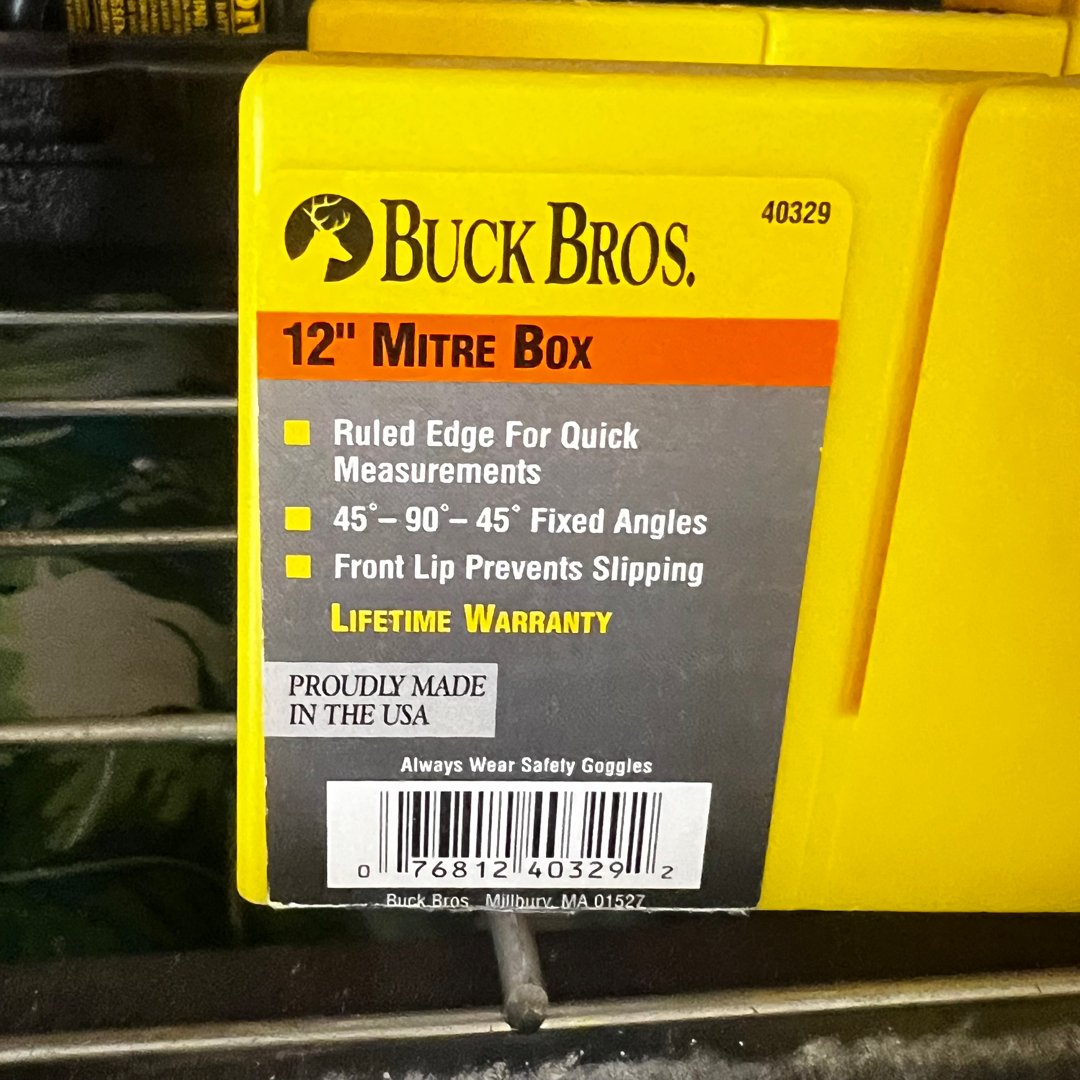 BUCK BROS.
40329
12" MITRE BOX
Ruled Edge For Quick
Measurements
45°– 90°– 45° Fixed Angles
Front Lip Prevents Slipping
LIFETIME WARRANTY
PROUDLY MADE
IN THE USA
Always Wear Safety Goggles
0 76812 40329 2
Buck Bros. Millbury, MA 01527